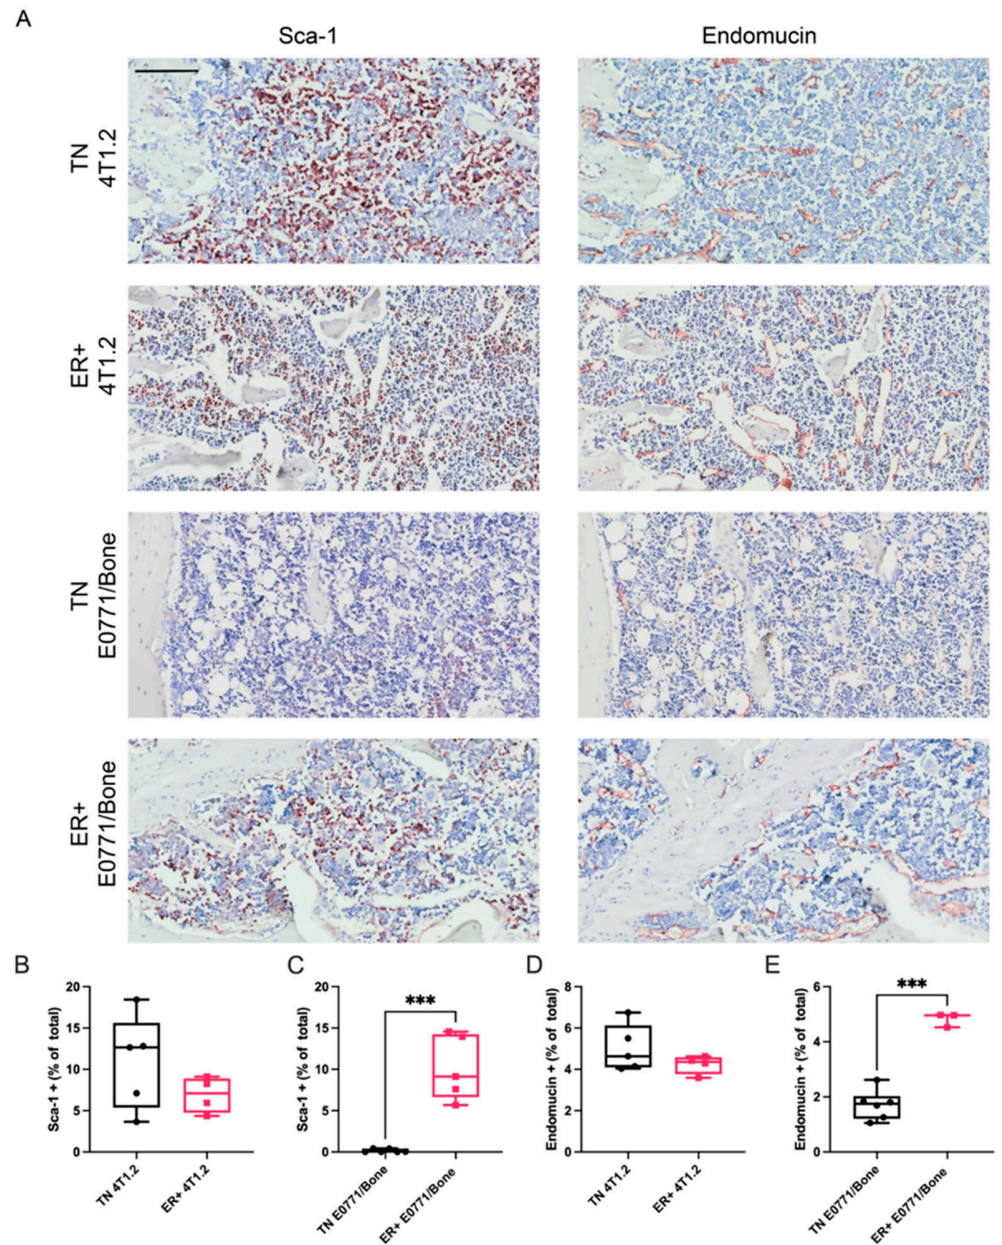 A
Sca-1 Endomucin
TN
4T1.2
ER+
4T1.2
TN
E0771/Bone
ER+
E0771/Bone
B C D E
Sca-1 + (% of total)
20
15
10
5
0
TN 4T1.2
ER+ 4T1.2
Sca-1 + (% of total)
20
15
10
5
0
***
TN E0771/Bone
ER+ E0771/Bone
Endomucin + (% of total)
8
6
4
2
0
TN 4T1.2
ER+ 4T1.2
Endomucin + (% of total)
6
4
2
0
***
TN E0771/Bone
ER+ E0771/Bone